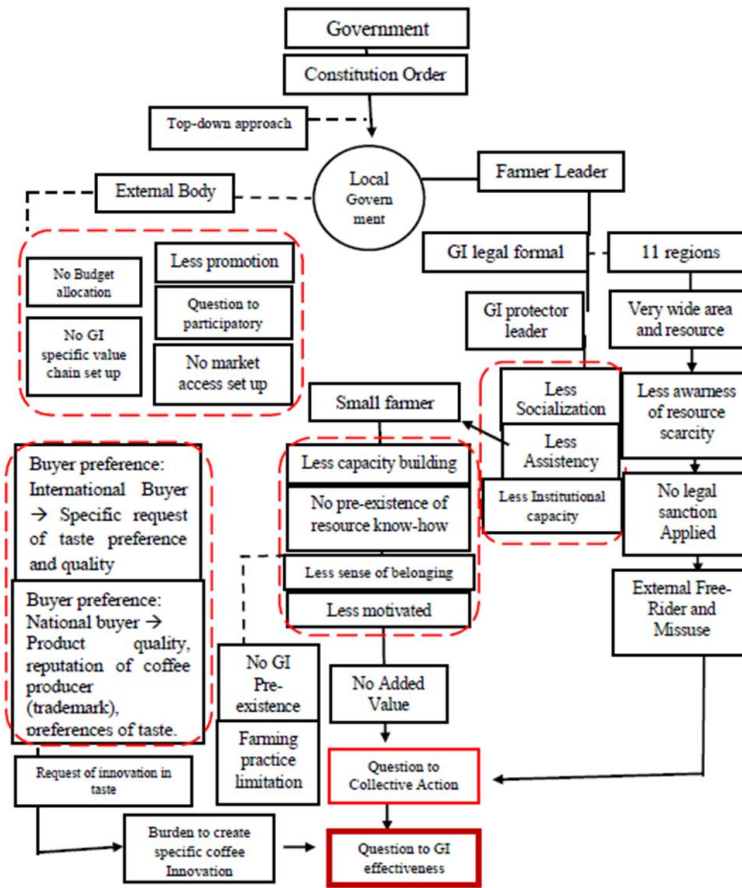 Government
Constitution Order
Top-down approach
External Body
Local
Govern
ment
Farmer Leader
No Budget
allocation
Less promotion
Question to
participatory
No GI
specific value
chain set up
No market
access set up
GI legal formal
11 regions
GI protector
leader
Very wide area
and resource
Less
Socialization
Less
Assistency
Less Institutional
capacity
Less awarness
of resource
scarcity
No legal
sanction
Applied
External Free-
Rider and
Missuse
Small farmer
Less capacity building
No pre-existence of
resource know-how
Less sense of belonging
Less motivated
Buyer preference:
International Buyer
→ Specific request
of taste preference
and quality
Buyer preference:
National buyer →
Product quality,
reputation of coffee
producer
(trademark),
preferences of taste.
No GI
Pre-
existence
Farming
practice
limitation
No Added
Value
Request of innovation in
taste
Question to
Collective Action
Burden to create
specific coffee
Innovation
Question to GI
effectiveness